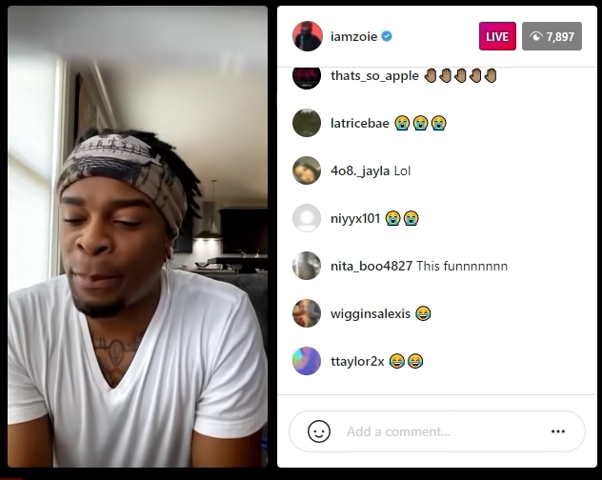 iamzoie LIVE 7,897
thats_so_apple 🤚🏽🤚🏽🤚🏽🤚🏽🤚🏽
latricebae 😭😭😭
4o8._jayla Lol
niyyx101 😭😭
nita_boo4827 This funnnnnnn
wigginsalexis 😂
ttaylor2x 😂😂
Add a comment...